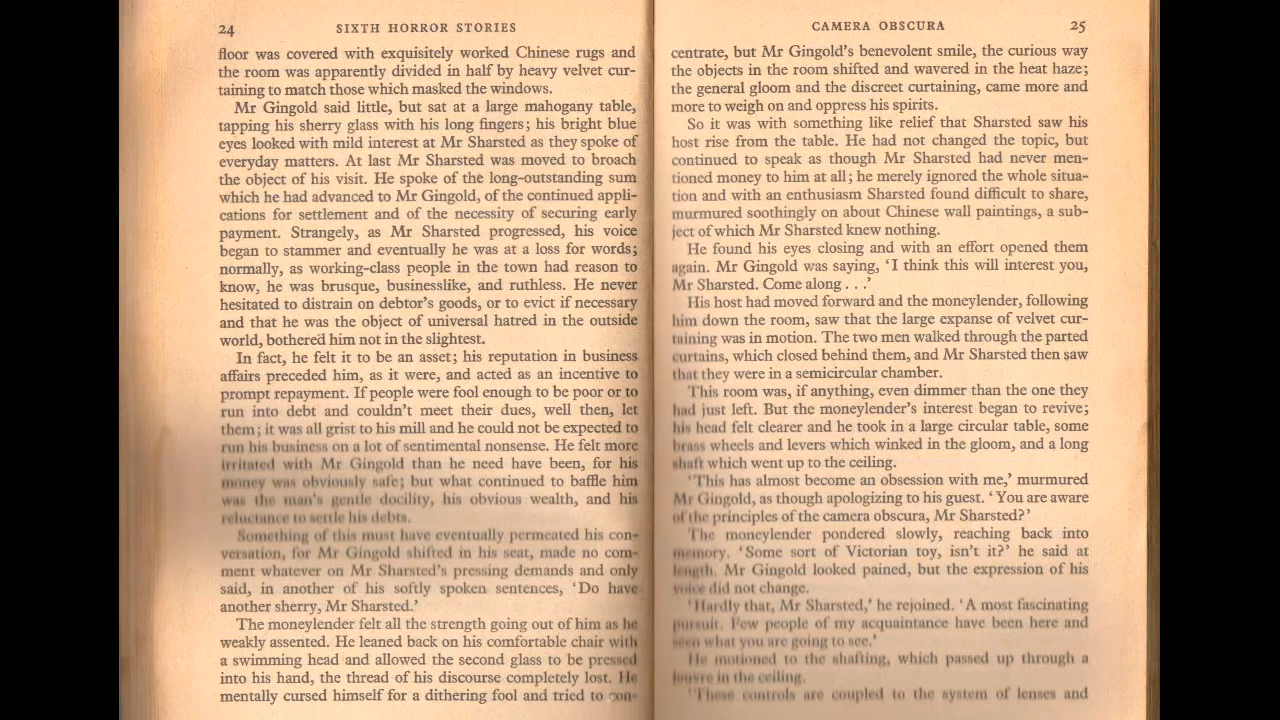 24 SIXTH HORROR STORIES
floor was covered with exquisitely worked Chinese rugs and
the room was apparently divided in half by heavy velvet cur-
taining to match those which masked the windows.
Mr Gingold said little, but sat at a large mahogany table,
tapping his sherry glass with his long fingers; his bright blue
eyes looked with mild interest at Mr Sharsted as they spoke of
everyday matters. At last Mr Sharsted was moved to broach
the object of his visit. He spoke of the long-outstanding sum
which he had advanced to Mr Gingold, of the continued appli-
cations for settlement and of the necessity of securing early
payment. Strangely, as Mr Sharsted progressed, his voice
began to stammer and eventually he was at a loss for words;
normally, as working-class people in the town had reason to
know, he was brusque, businesslike, and ruthless. He never
hesitated to distrain on debtor's goods, or to evict if necessary
and that he was the object of universal hatred in the outside
world, bothered him not in the slightest.
In fact, he felt it to be an asset; his reputation in business
affairs preceded him, as it were, and acted as an incentive to
prompt repayment. If people were fool enough to be poor or to
run into debt and couldn't meet their dues, well then, let
them; it was all grist to his mill and he could not be expected to
run his business on a lot of sentimental nonsense. He felt more
irritated with Mr Gingold than he need have been, for his
money was obviously safe; but what continued to baffle him
was the man's gentle docility, his obvious wealth, and his
reluctance to settle his debts.
Something of this must have eventually permeated his con-
versation, for Mr Gingold shifted in his seat, made no com-
ment whatever on Mr Sharsted's pressing demands and only
said, in another of his softly spoken sentences, 'Do have
another sherry, Mr Sharsted.'
The moneylender felt all the strength going out of him as he
weakly assented. He leaned back on his comfortable chair with
a swimming head and allowed the second glass to be pressed
into his hand, the thread of his discourse completely lost. He
mentally cursed himself for a dithering fool and tried to con-
CAMERA OBSCURA 25
centrate, but Mr Gingold's benevolent smile, the curious way
the objects in the room shifted and wavered in the heat haze;
the general gloom and the discreet curtaining, came more and
more to weigh on and oppress his spirits.
So it was with something like relief that Sharsted saw his
host rise from the table. He had not changed the topic, but
continued to speak as though Mr Sharsted had never men-
tioned money to him at all; he merely ignored the whole situa-
tion and with an enthusiasm Sharsted found difficult to share,
murmured soothingly on about Chinese wall paintings, a sub-
ject of which Mr Sharsted knew nothing.
He found his eyes closing and with an effort opened them
again. Mr Gingold was saying, 'I think this will interest you,
Mr Sharsted. Come along . . .'
His host had moved forward and the moneylender, following
him down the room, saw that the large expanse of velvet cur-
taining was in motion. The two men walked through the parted
curtains, which closed behind them, and Mr Sharsted then saw
that they were in a semicircular chamber.
This room was, if anything, even dimmer than the one they
had just left. But the moneylender's interest began to revive;
his head felt clearer and he took in a large circular table, some
brass wheels and levers which winked in the gloom, and a long
shaft which went up to the ceiling.
'This has almost become an obsession with me,' murmured
Mr Gingold, as though apologizing to his guest. 'You are aware
of the principles of the camera obscura, Mr Sharsted?'
The moneylender pondered slowly, reaching back into
memory. 'Some sort of Victorian toy, isn't it?' he said at
length. Mr Gingold looked pained, but the expression of his
voice did not change.
'Hardly that, Mr Sharsted,' he rejoined. 'A most fascinating
pursuit. Few people of my acquaintance have been here and
seen what you are going to see.'
He motioned to the shafting, which passed up through a
louvre in the ceiling.
'These controls are coupled to the system of lenses and